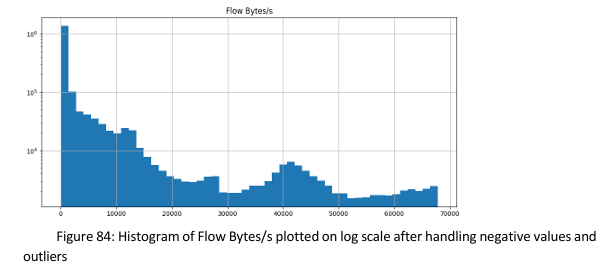 Flow Bytes/s
10⁶
10⁵
10⁴
0 10000 20000 30000 40000 50000 60000 70000
Figure 84: Histogram of Flow Bytes/s plotted on log scale after handling negative values and
outliers